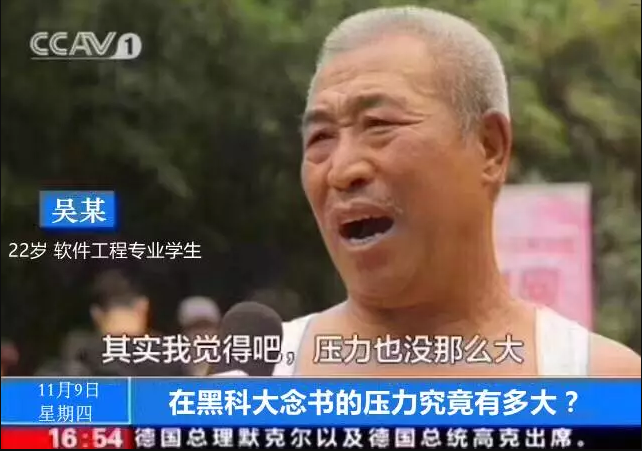 CCAV1
吴某
22岁 软件工程专业学生
其实我觉得吧，压力也没那么大
11月9日
星期四
在黑科大念书的压力究竟有多大？
16:54 德国总理默克尔以及德国总统高克出席。